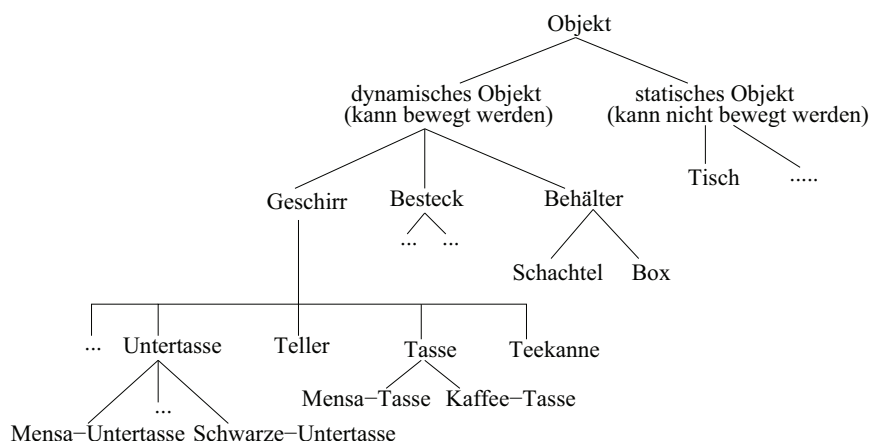 Objekt
dynamisches Objekt
(kann bewegt werden)
statisches Objekt
(kann nicht bewegt werden)
Tisch
.....
Geschirr
Besteck
Behälter
...
...
Schachtel
Box
...
Untertasse
Teller
Tasse
Teekanne
...
Mensa−Tasse
Kaffee−Tasse
Mensa−Untertasse
Schwarze−Untertasse